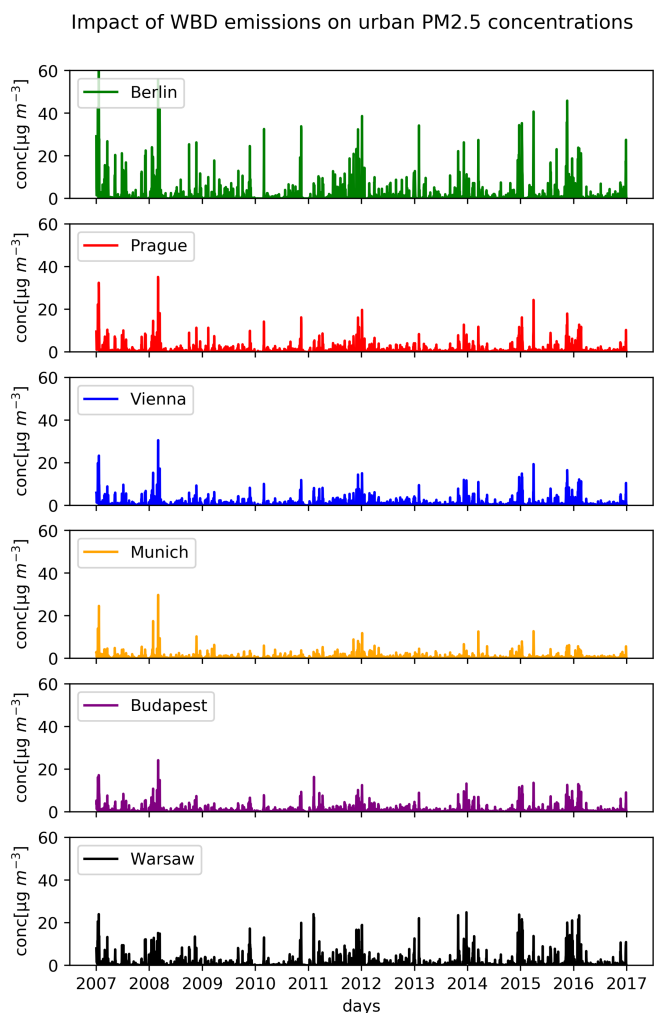 Impact of WBD emissions on urban PM2.5 concentrations
60
40
20
0
conc[µg m⁻³]
Berlin
60
40
20
0
conc[µg m⁻³]
Prague
60
40
20
0
conc[µg m⁻³]
Vienna
60
40
20
0
conc[µg m⁻³]
Munich
60
40
20
0
conc[µg m⁻³]
Budapest
60
40
20
0
conc[µg m⁻³]
Warsaw
2007 2008 2009 2010 2011 2012 2013 2014 2015 2016 2017
days